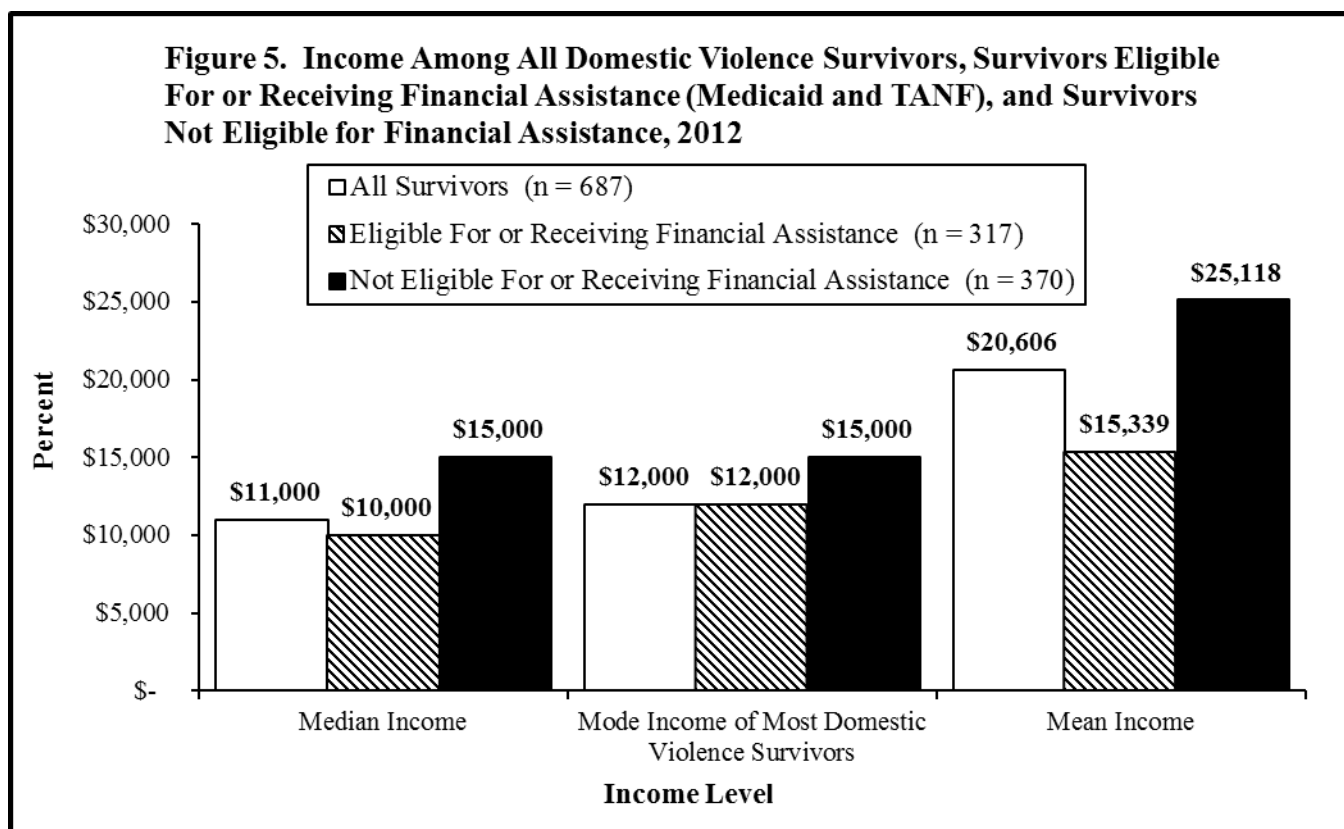 Figure 5. Income Among All Domestic Violence Survivors, Survivors Eligible
For or Receiving Financial Assistance (Medicaid and TANF), and Survivors
Not Eligible for Financial Assistance, 2012
All Survivors (n = 687)
Eligible For or Receiving Financial Assistance (n = 317)
Not Eligible For or Receiving Financial Assistance (n = 370)
Percent
$30,000
$25,000
$20,000
$15,000
$10,000
$5,000
$-
$11,000
$10,000
$15,000
$12,000
$12,000
$15,000
$20,606
$15,339
$25,118
Median Income
Mode Income of Most Domestic
Violence Survivors
Mean Income
Income Level